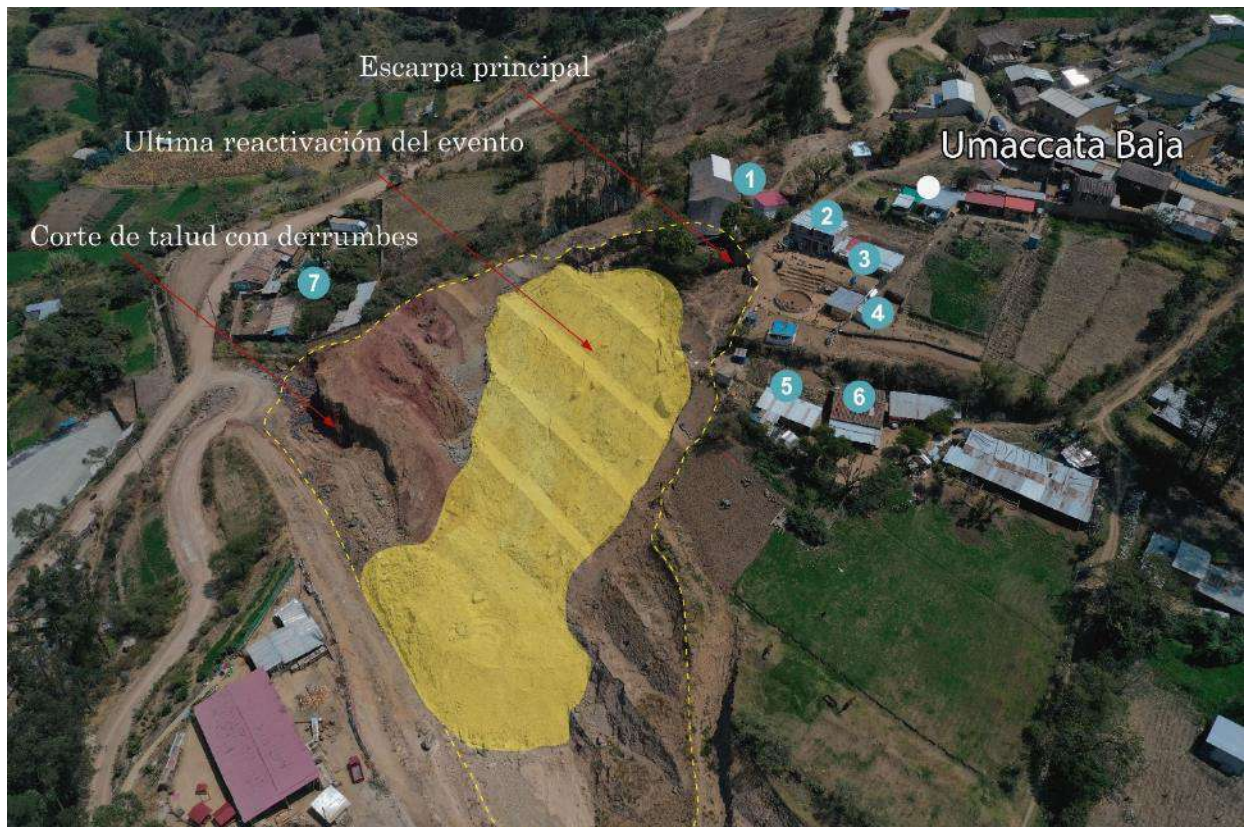 Escarpa principal
Ultima reactivación del evento
Umaccata Baja
Corte de talud con derrumbes
1
2
3
4
5
6
7